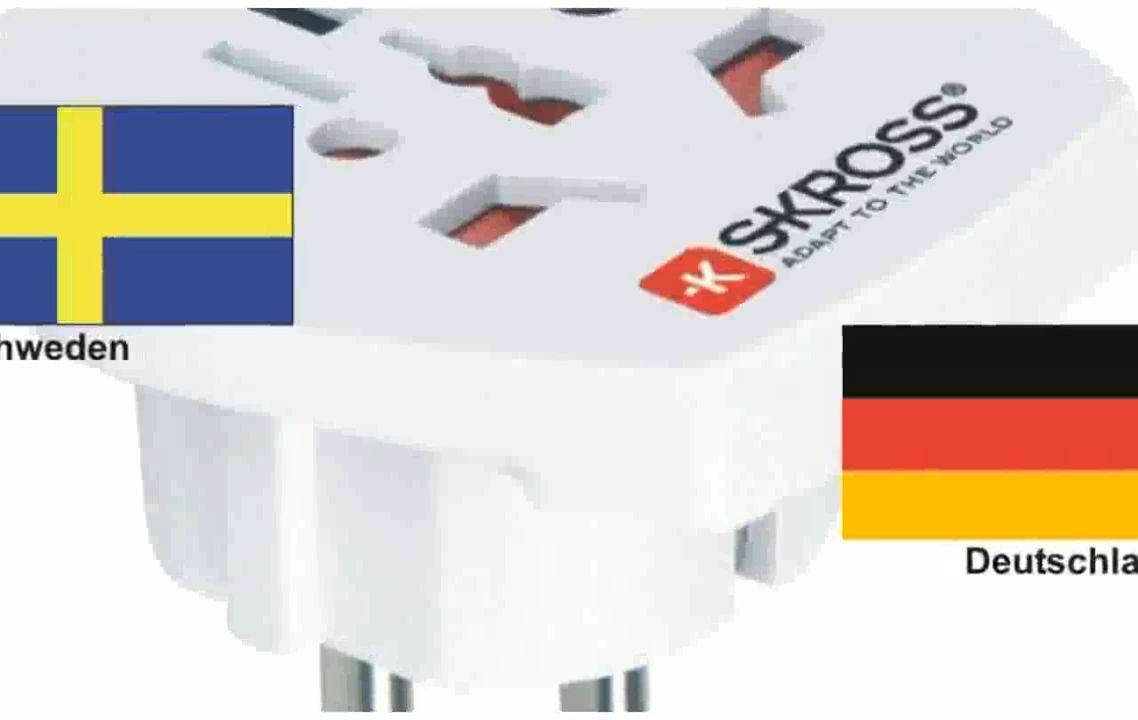 SKROSS®
ADAPT TO THE WORLD
K
hweden
Deutschla